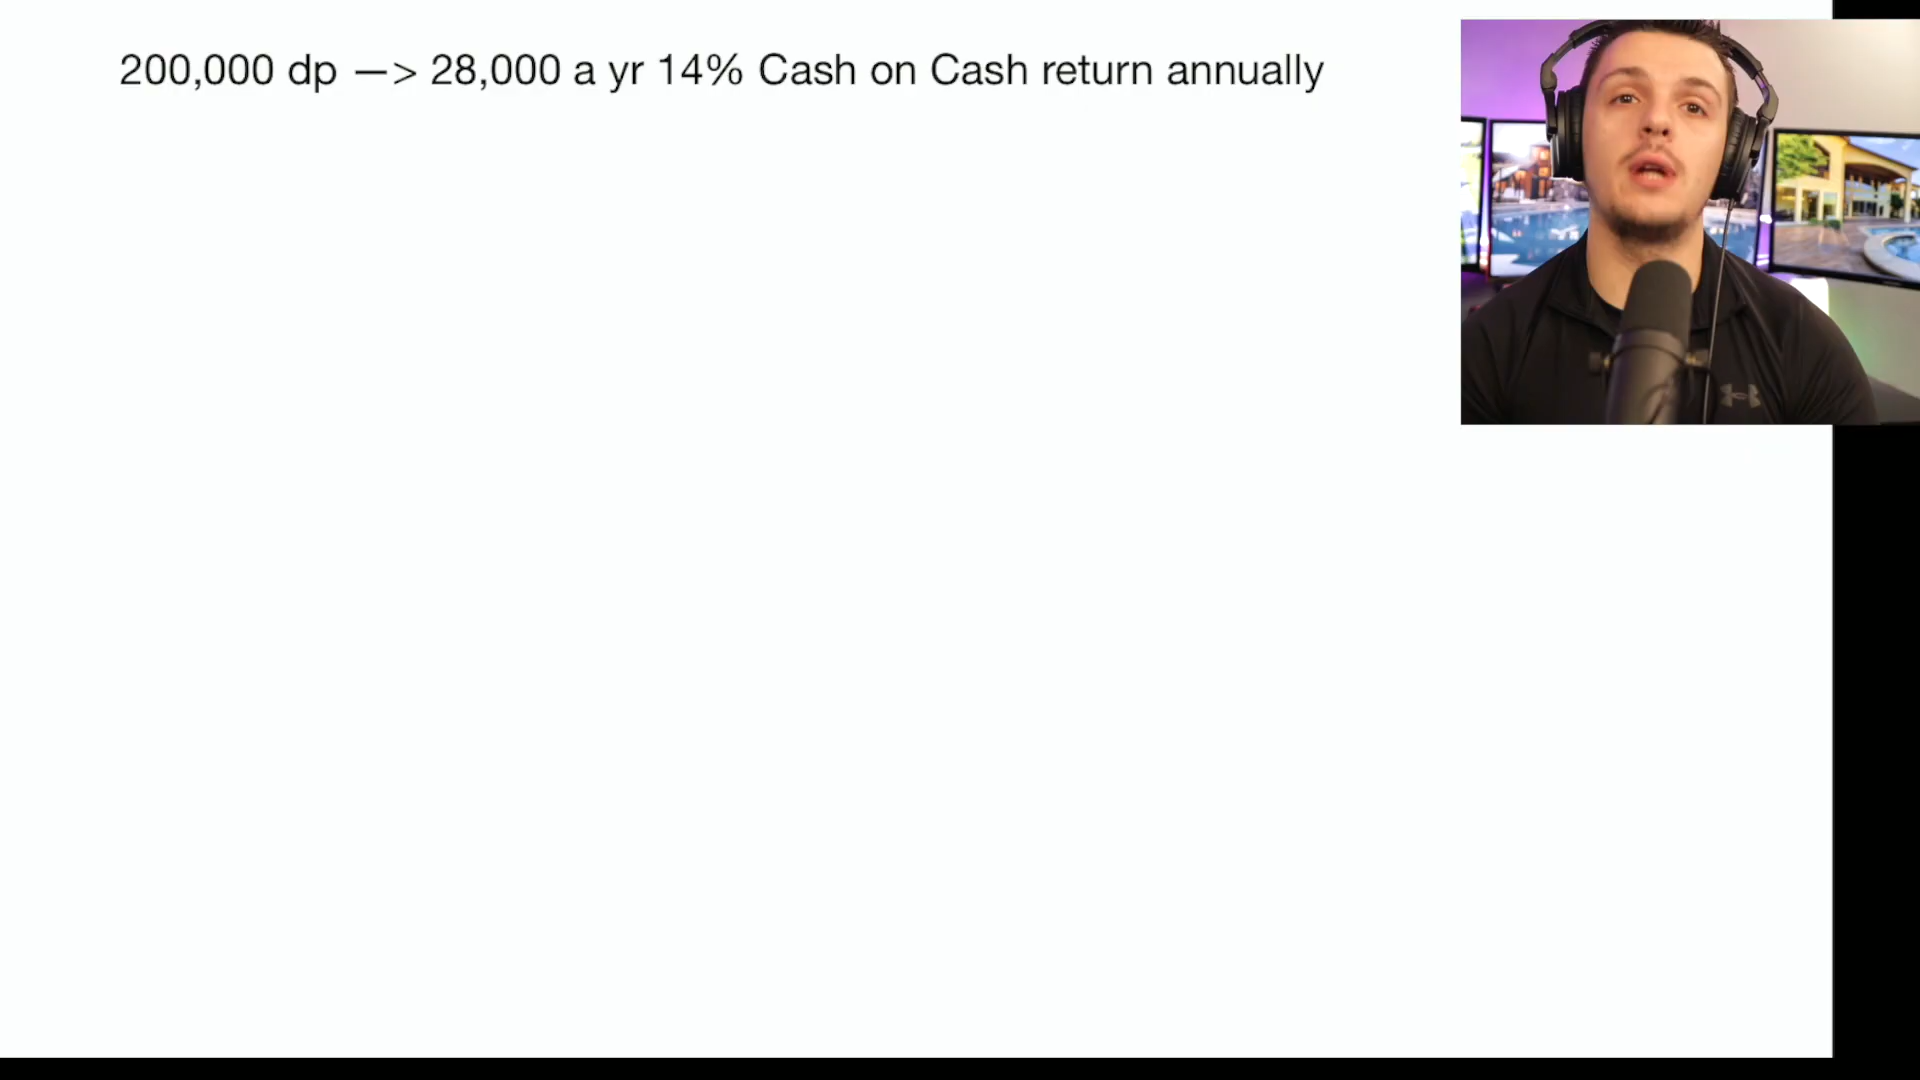 200,000 dp —> 28,000 a yr 14% Cash on Cash return annually